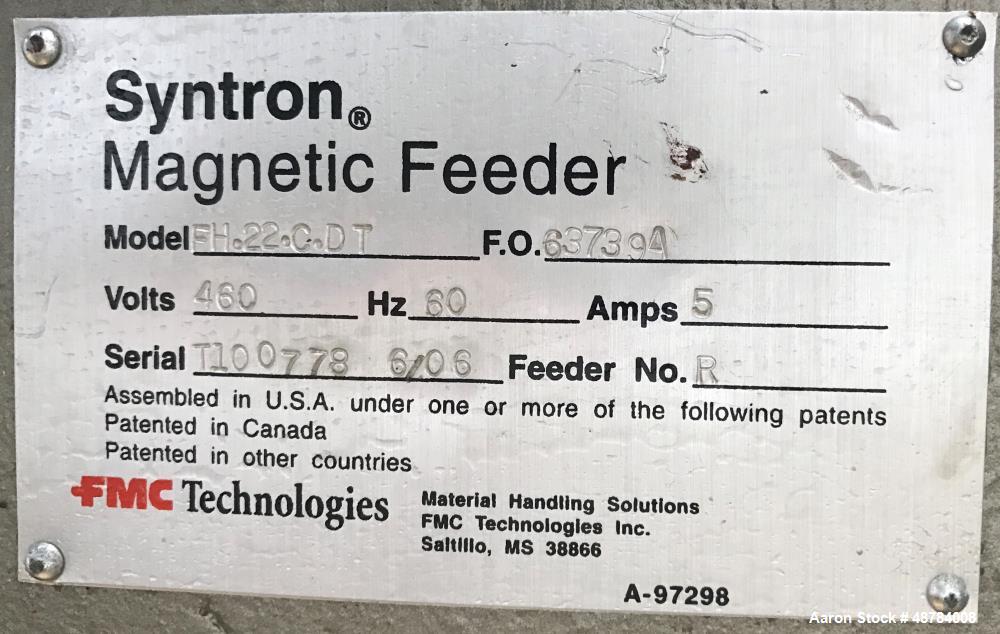 Syntron®
Magnetic Feeder
Model FH.22.C.DT F.O. 63739A
Volts 460 Hz 60 Amps 5
Serial T100778 6/06 Feeder No. R
Assembled in U.S.A. under one or more of the following patents
Patented in Canada
Patented in other countries
FMC Technologies
Material Handling Solutions
FMC Technologies Inc.
Saltillo, MS 38866
A-97298
Aaron Stock # 48784008